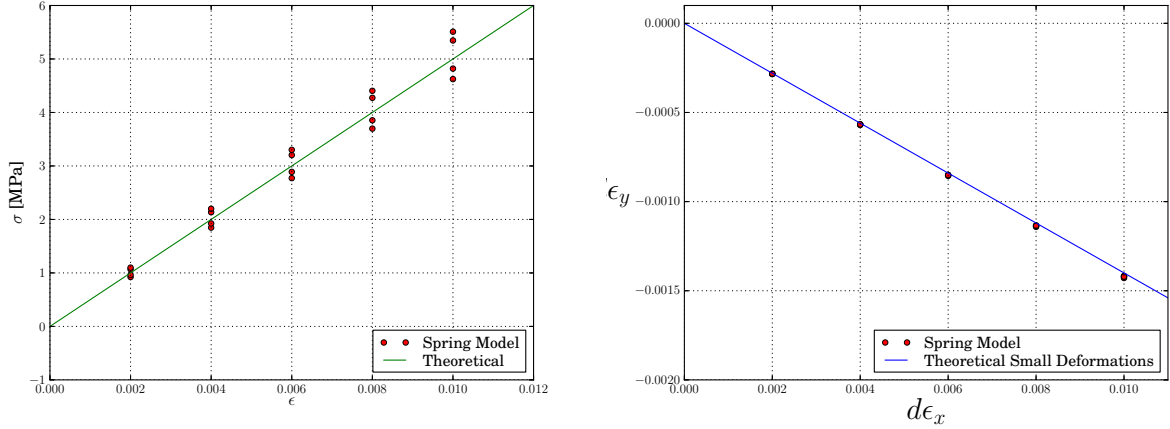 6
5
4
3
2
1
0
−1
σ [MPa]
0.000 0.002 0.004 0.006 0.008 0.010 0.012
ϵ
Spring Model
Theoretical
0.0000
−0.0005
−0.0010
−0.0015
−0.0020
ϵ_y
0.000 0.002 0.004 0.006 0.008 0.010
dϵ_x
Spring Model
Theoretical Small Deformations